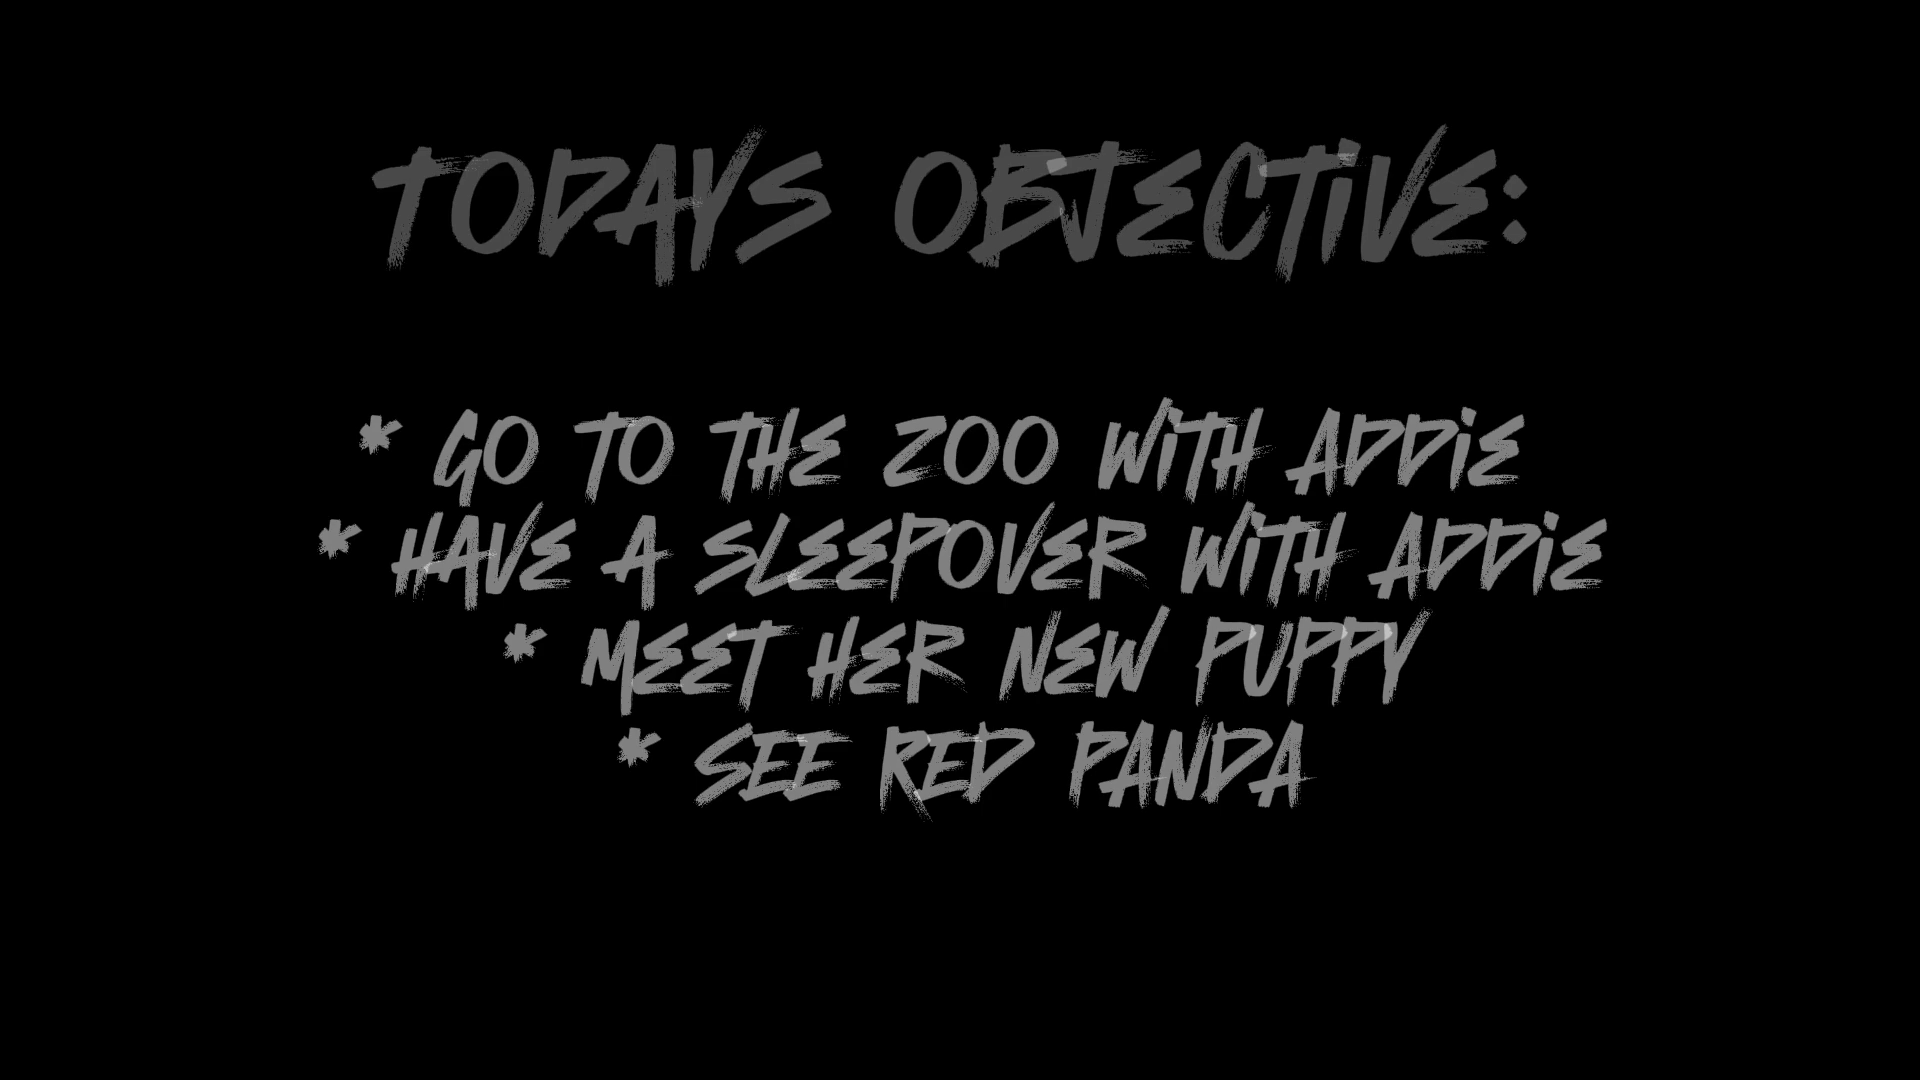 TODAYS OBJECTIVE:
* GO TO THE ZOO WITH ADDIE
* HAVE A SLEEPOVER WITH ADDIE
* MEET HER NEW PUPPY
* SEE RED PANDA